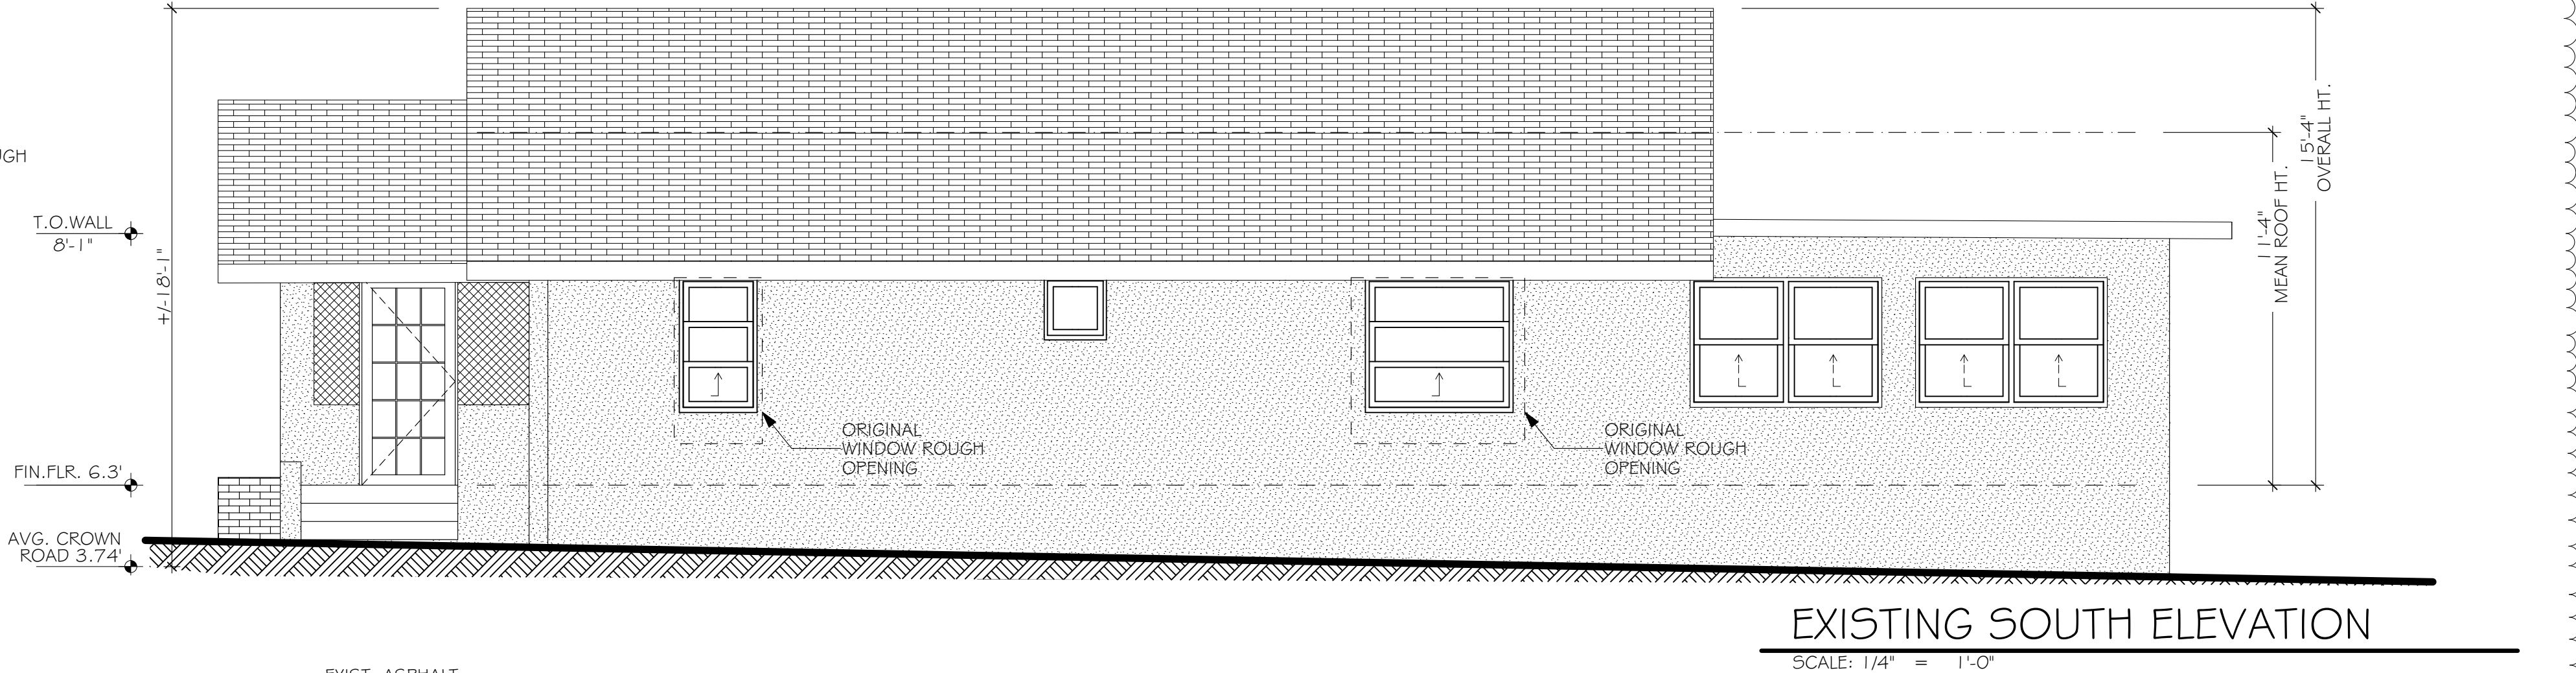 T.O.WALL
8'-1"
+/-18'-1"
FIN.FLR. 6.3'
AVG. CROWN
ROAD 3.74'
ORIGINAL
WINDOW ROUGH
OPENING
ORIGINAL
WINDOW ROUGH
OPENING
11'-4"
MEAN ROOF HT.
15'-4"
OVERALL HT.
EXISTING SOUTH ELEVATION
SCALE: 1/4" = 1'-0"